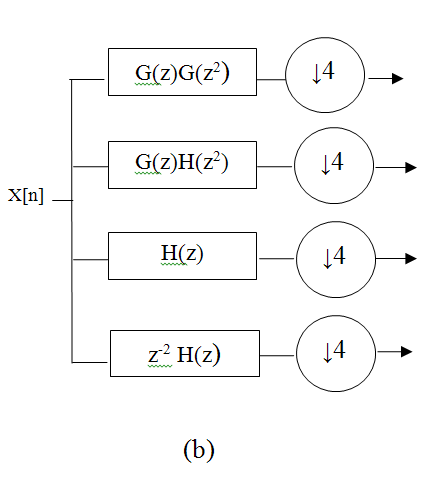 G(z)G(z²) ↓4
G(z)H(z²) ↓4
X[n]
H(z) ↓4
z⁻² H(z) ↓4
(b)